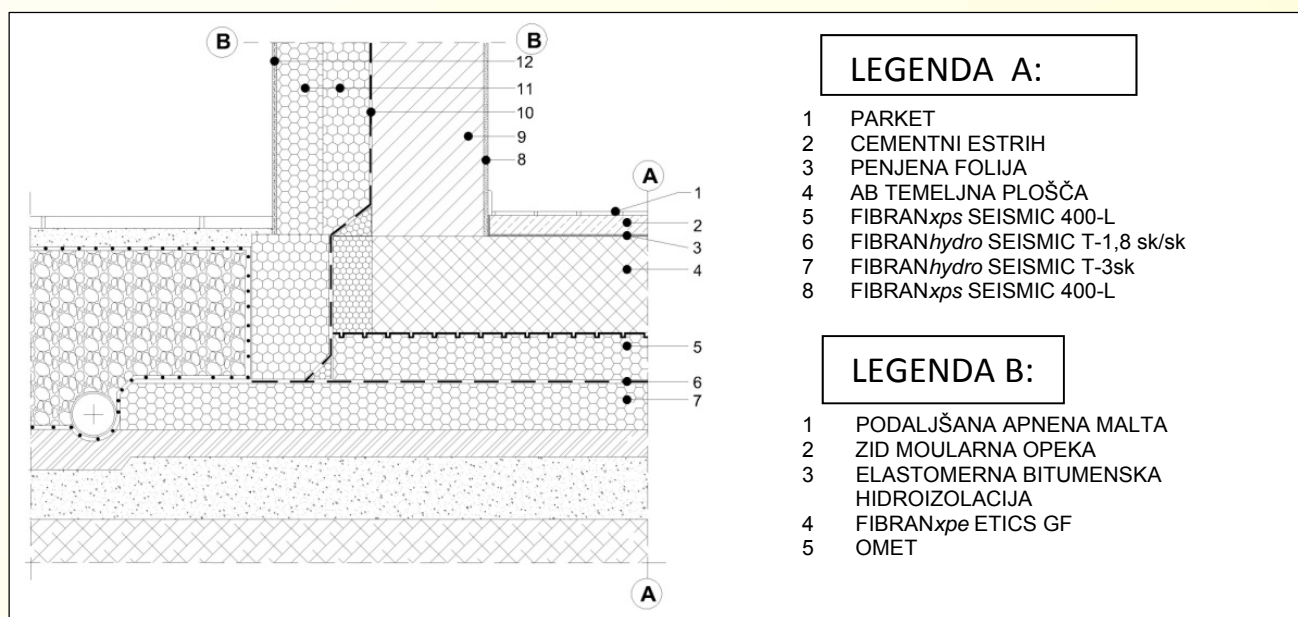 B
B
12
11
10
9
8
A
1
2
3
4
5
6
7
A
LEGENDA A:
1 PARKET
2 CEMENTNI ESTRIH
3 PENJENA FOLIJA
4 AB TEMELJNA PLOŠČA
5 FIBRANxps SEISMIC 400-L
6 FIBRANhydro SEISMIC T-1,8 sk/sk
7 FIBRANhydro SEISMIC T-3sk
8 FIBRANxps SEISMIC 400-L
LEGENDA B:
1 PODALJŠANA APNENA MALTA
2 ZID MOULARNA OPEKA
3 ELASTOMERNA BITUMENSKA
HIDROIZOLACIJA
4 FIBRANxpe ETICS GF
5 OMET